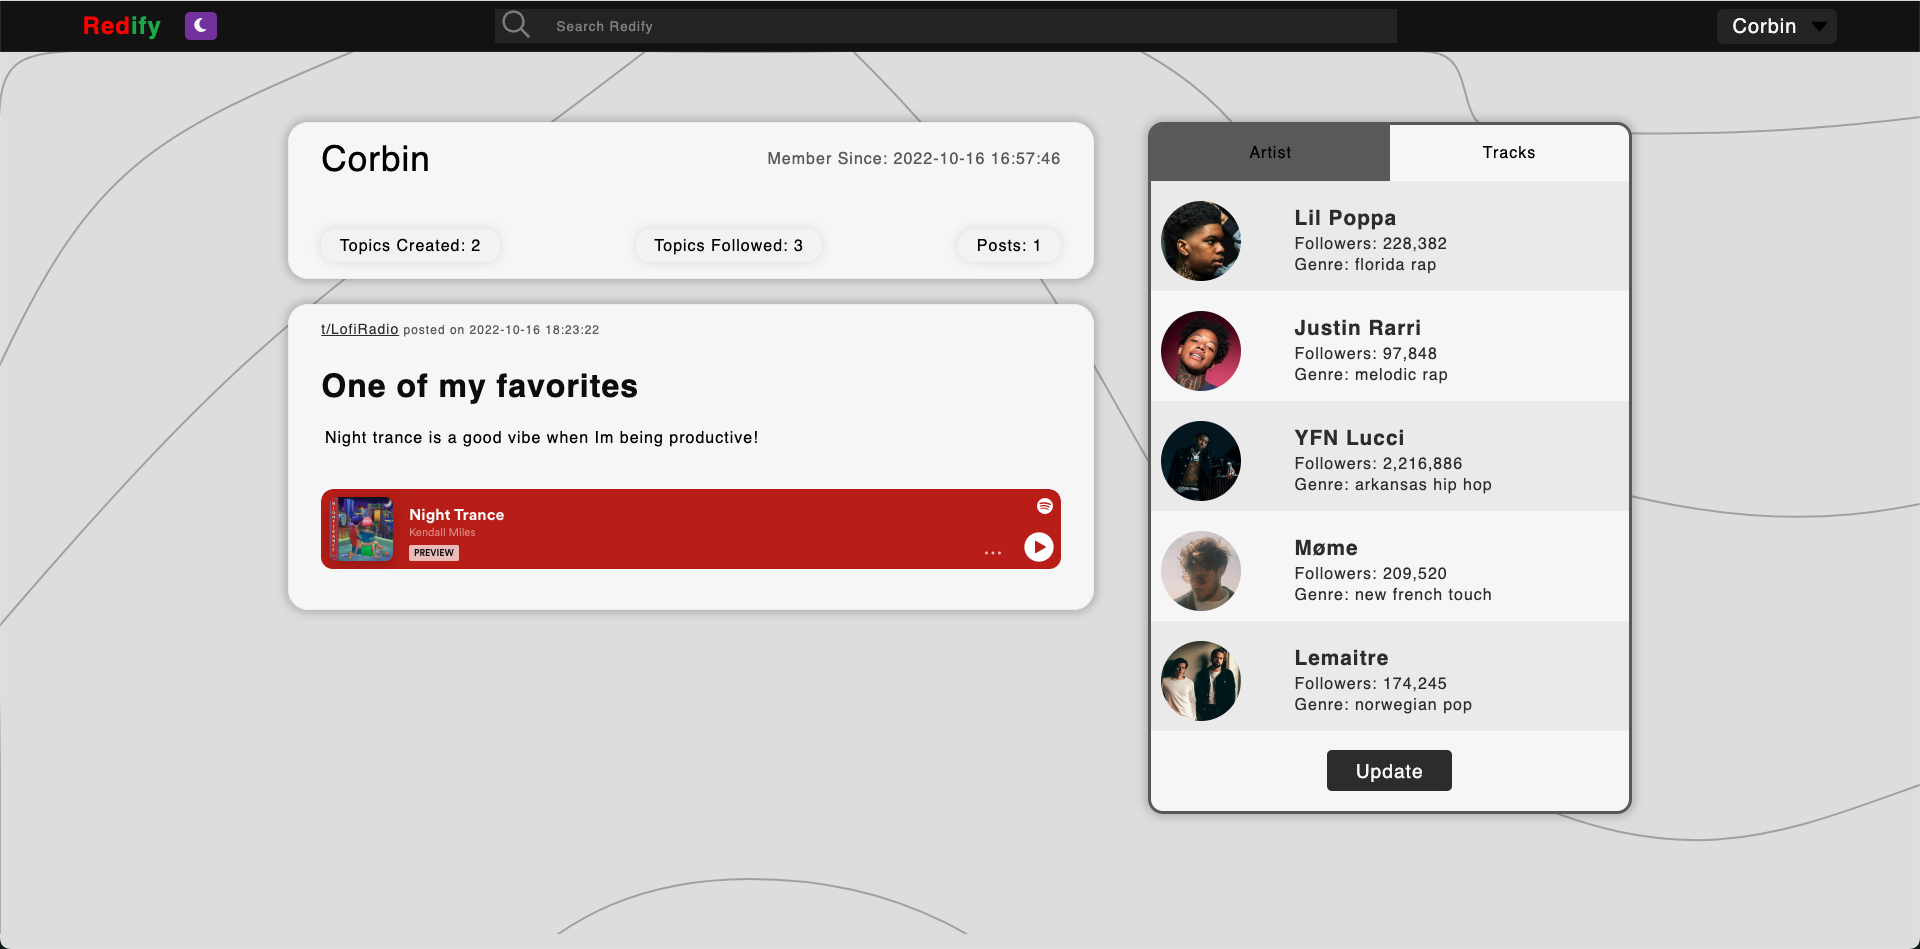 Redify
Search Redify
Corbin
Corbin
Member Since: 2022-10-16 16:57:46
Topics Created: 2
Topics Followed: 3
Posts: 1
t/LofiRadio posted on 2022-10-16 18:23:22
One of my favorites
Night trance is a good vibe when Im being productive!
NIGHT TRANCE
Night Trance
Kendall Miles
PREVIEW
Artist
Tracks
Lil Poppa
Followers: 228,382
Genre: florida rap
Justin Rarri
Followers: 97,848
Genre: melodic rap
YFN Lucci
Followers: 2,216,886
Genre: arkansas hip hop
Møme
Followers: 209,520
Genre: new french touch
Lemaitre
Followers: 174,245
Genre: norwegian pop
Update